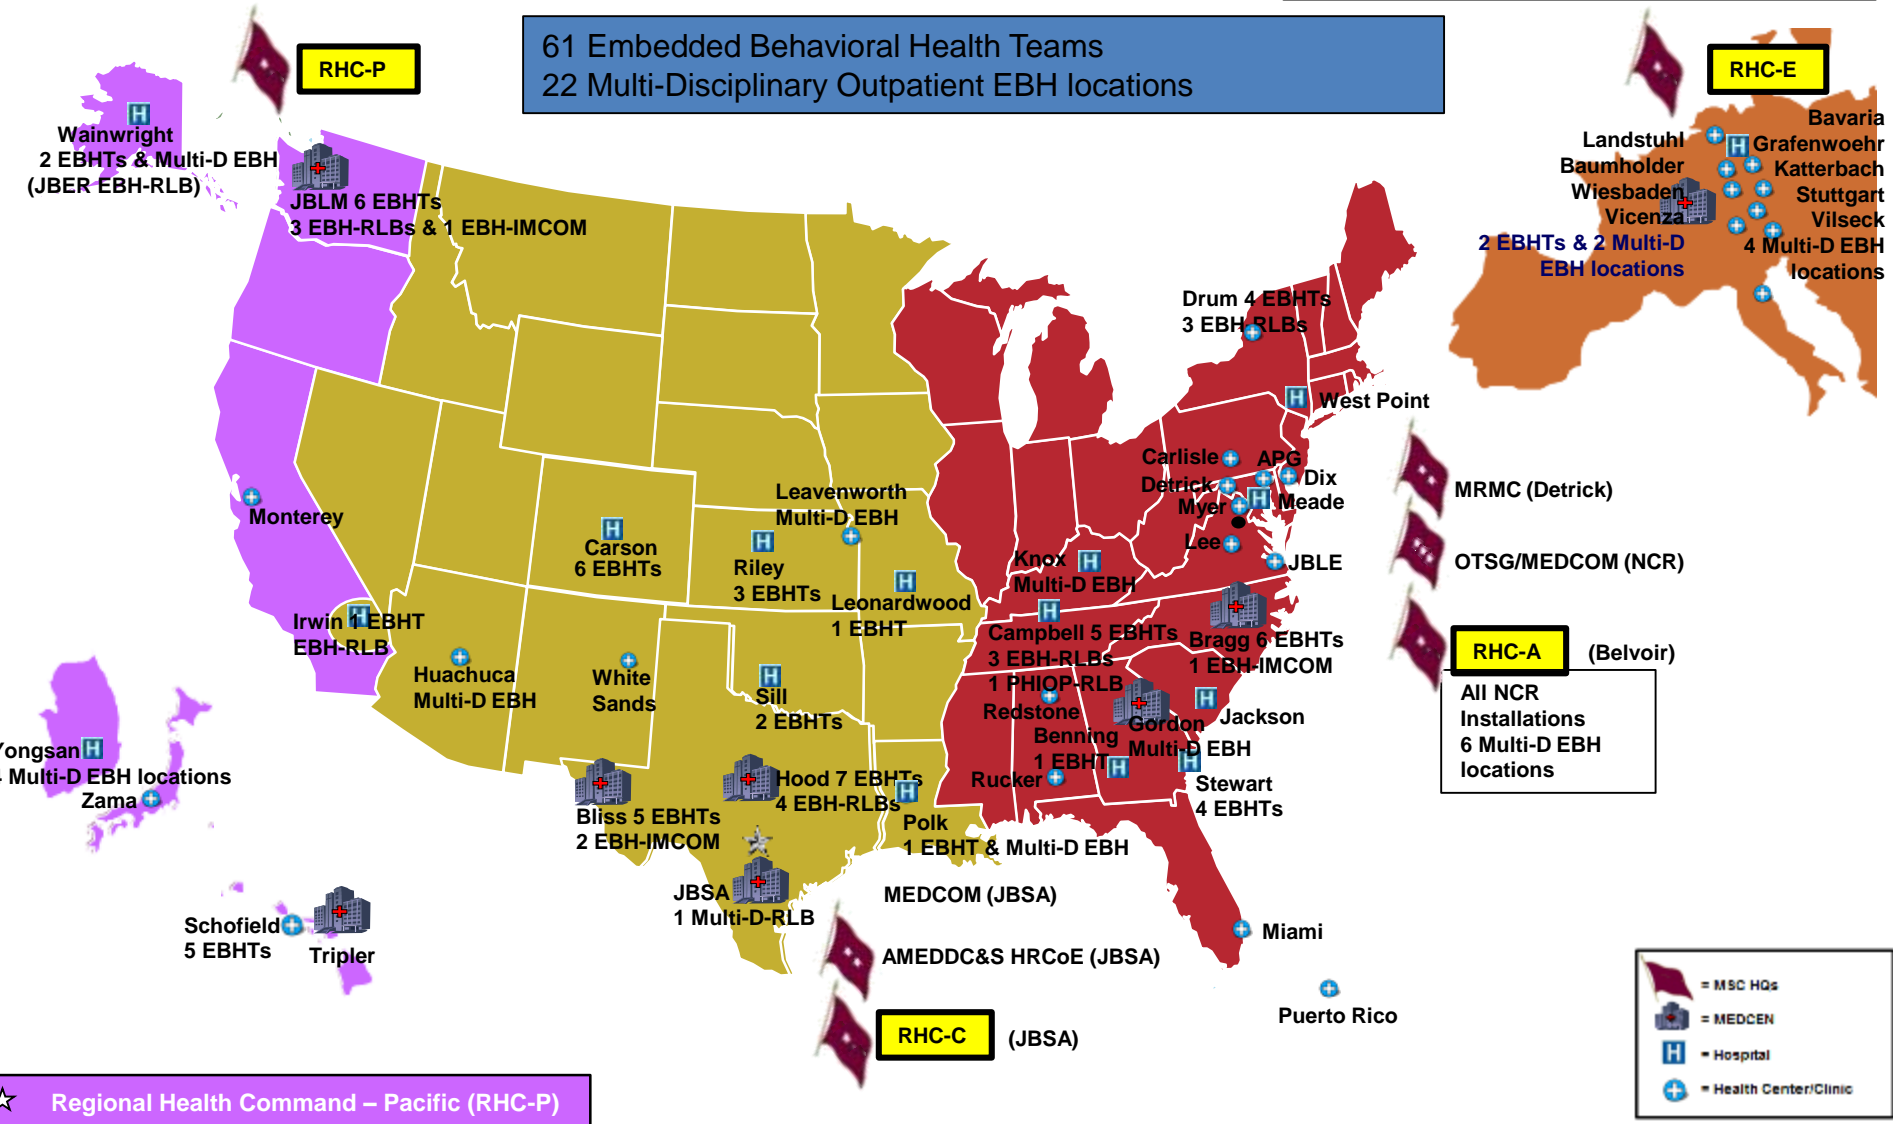 RHC-P
61 Embedded Behavioral Health Teams
22 Multi-Disciplinary Outpatient EBH locations
RHC-E
Wainwright
2 EBHTs & Multi-D EBH
(JBER EBH-RLB)
JBLM 6 EBHTs
3 EBH-RLBs & 1 EBH-IMCOM
Landstuhl
Baumholder
Wiesbaden
Vicenza
2 EBHTs & 2 Multi-D
EBH locations
Bavaria
Grafenwoehr
Katterbach
Stuttgart
Vilseck
4 Multi-D EBH
locations
Drum 4 EBHTs
3 EBH-RLBs
West Point
Carlisle
APG
Dix
Detrick
Meade
Myer
Lee
JBLE
MRMC (Detrick)
OTSG/MEDCOM (NCR)
RHC-A
(Belvoir)
All NCR
Installations
6 Multi-D EBH
locations
Monterey
Leavenworth
Multi-D EBH
Carson
6 EBHTs
Riley
3 EBHTs
Leonardwood
1 EBHT
Knox
Multi-D EBH
Irwin 1 EBHT
EBH-RLB
Huachuca
Multi-D EBH
White
Sands
Sill
2 EBHTs
Campbell 5 EBHTs
3 EBH-RLBs
1 PHIOP-RLB
Bragg 6 EBHTs
1 EBH-IMCOM
Redstone
Benning
1 EBHT
Gordon
Multi-D EBH
Jackson
Rucker
Stewart
4 EBHTs
Yongsan
4 Multi-D EBH locations
Zama
Bliss 5 EBHTs
2 EBH-IMCOM
Hood 7 EBHTs
4 EBH-RLBs
Polk
1 EBHT & Multi-D EBH
JBSA
1 Multi-D-RLB
MEDCOM (JBSA)
AMEDDC&S HRCoE (JBSA)
RHC-C
(JBSA)
Schofield
5 EBHTs
Tripler
Miami
Puerto Rico
= MSC HQs
= MEDCEN
H = Hospital
= Health Center/Clinic
Regional Health Command – Pacific (RHC-P)